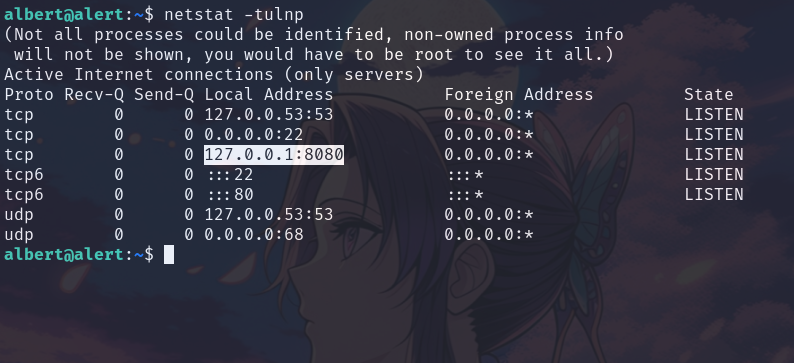 albert@alert:~$ netstat -tulnp
(Not all processes could be identified, non-owned process info
 will not be shown, you would have to be root to see it all.)
Active Internet connections (only servers)
Proto Recv-Q Send-Q Local Address           Foreign Address         State
tcp        0      0 127.0.0.53:53           0.0.0.0:*               LISTEN
tcp        0      0 0.0.0.0:22              0.0.0.0:*               LISTEN
tcp        0      0 127.0.0.1:8080          0.0.0.0:*               LISTEN
tcp6       0      0 :::22                   :::*                    LISTEN
tcp6       0      0 :::80                   :::*                    LISTEN
udp        0      0 127.0.0.53:53           0.0.0.0:*
udp        0      0 0.0.0.0:68              0.0.0.0:*
albert@alert:~$